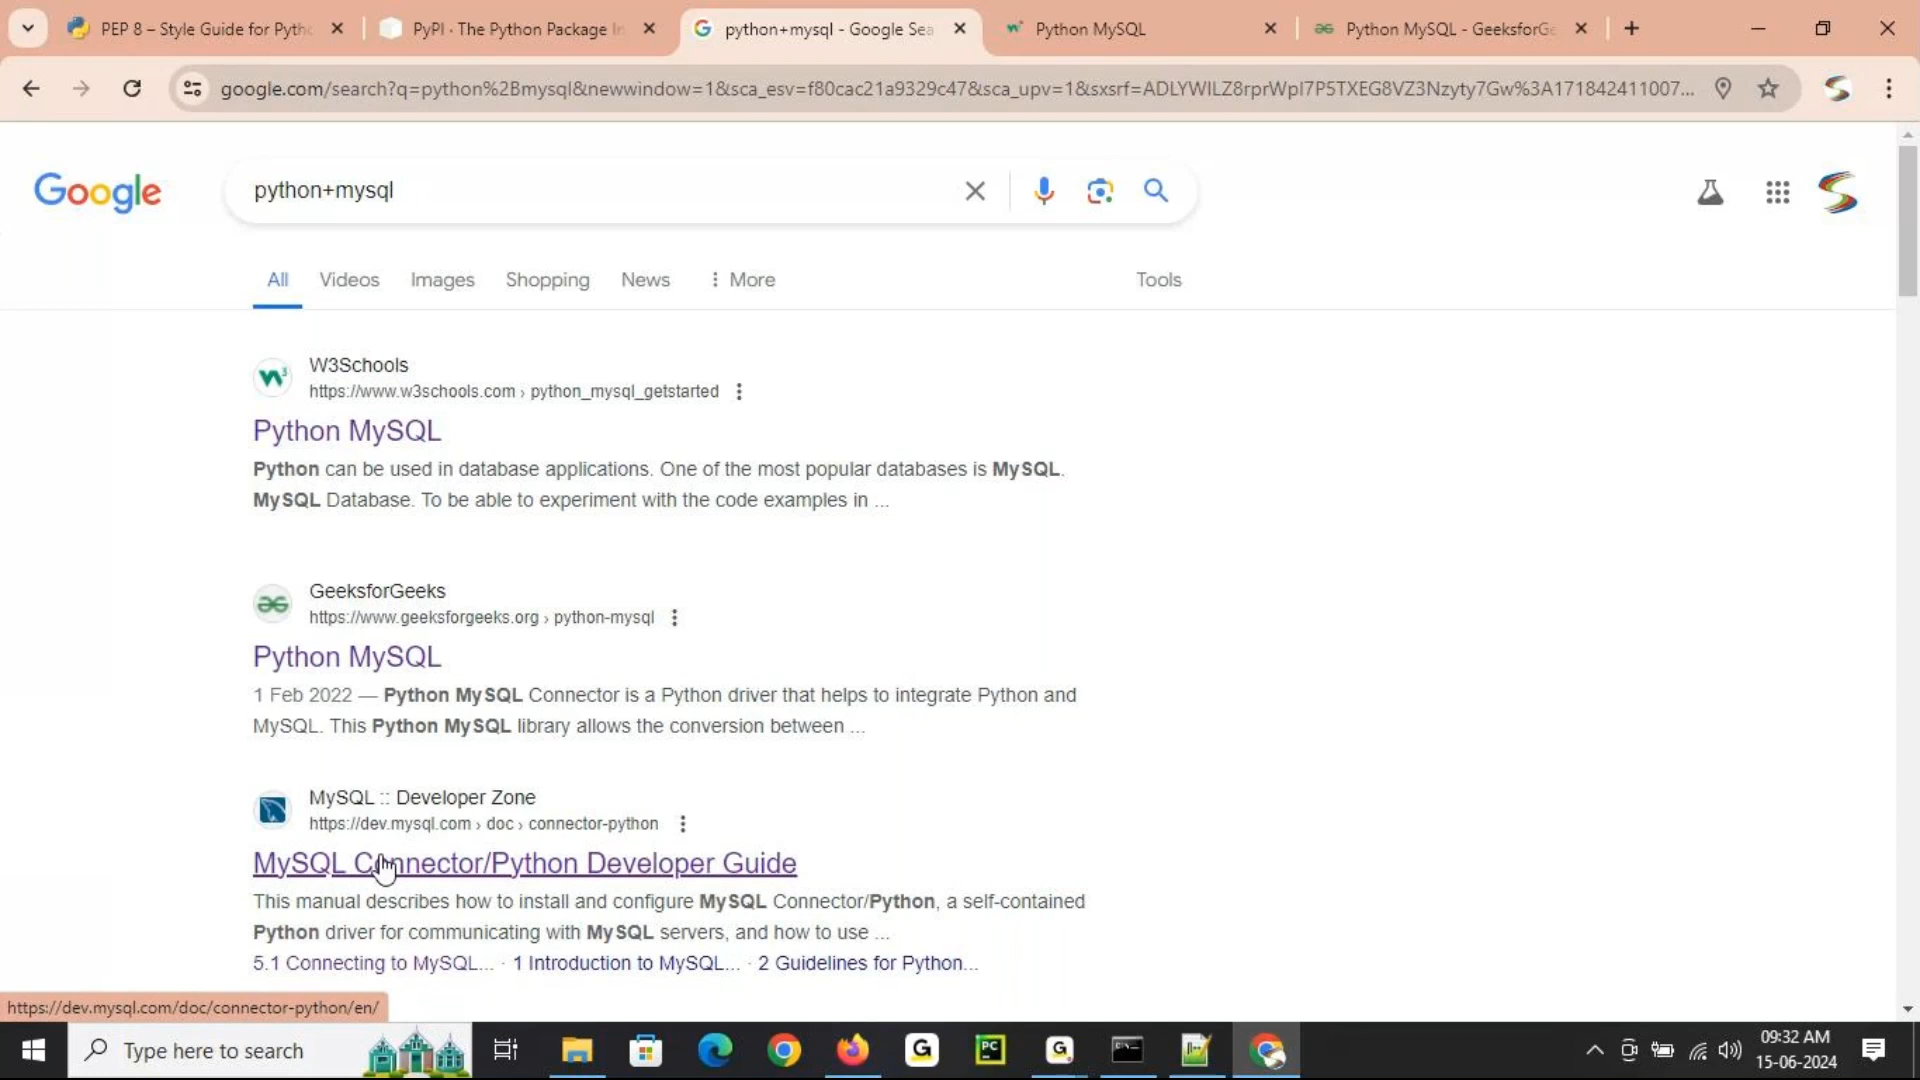 PEP 8 – Style Guide for Pytho
PyPI · The Python Package In
python+mysql - Google Sea
Python MySQL
Python MySQL - GeeksforGe
google.com/search?q=python%2Bmysql&newwindow=1&sca_esv=f80cac21a9329c47&sca_upv=1&sxsrf=ADLYWILZ8rprWpI7P5TXEG8VZ3Nzyty7Gw%3A171842411007...
Google
python+mysql
All
Videos
Images
Shopping
News
More
Tools
W3Schools
https://www.w3schools.com › python_mysql_getstarted
Python MySQL
Python can be used in database applications. One of the most popular databases is MySQL.
MySQL Database. To be able to experiment with the code examples in ...
GeeksforGeeks
https://www.geeksforgeeks.org › python-mysql
Python MySQL
1 Feb 2022 — Python MySQL Connector is a Python driver that helps to integrate Python and
MySQL. This Python MySQL library allows the conversion between ...
MySQL :: Developer Zone
https://dev.mysql.com › doc › connector-python
MySQL Connector/Python Developer Guide
This manual describes how to install and configure MySQL Connector/Python, a self-contained
Python driver for communicating with MySQL servers, and how to use ...
5.1 Connecting to MySQL... · 1 Introduction to MySQL... · 2 Guidelines for Python...
https://dev.mysql.com/doc/connector-python/en/
Type here to search
09:32 AM
15-06-2024